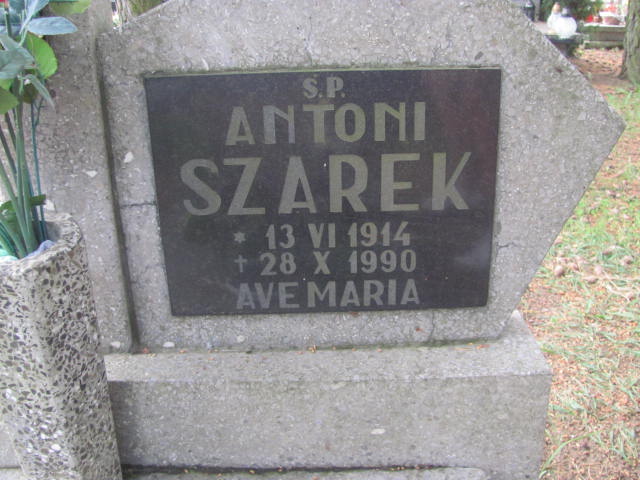 Ś.P.
ANTONI
SZAREK
* 13 VI 1914
† 28 X 1990
AVE MARIA